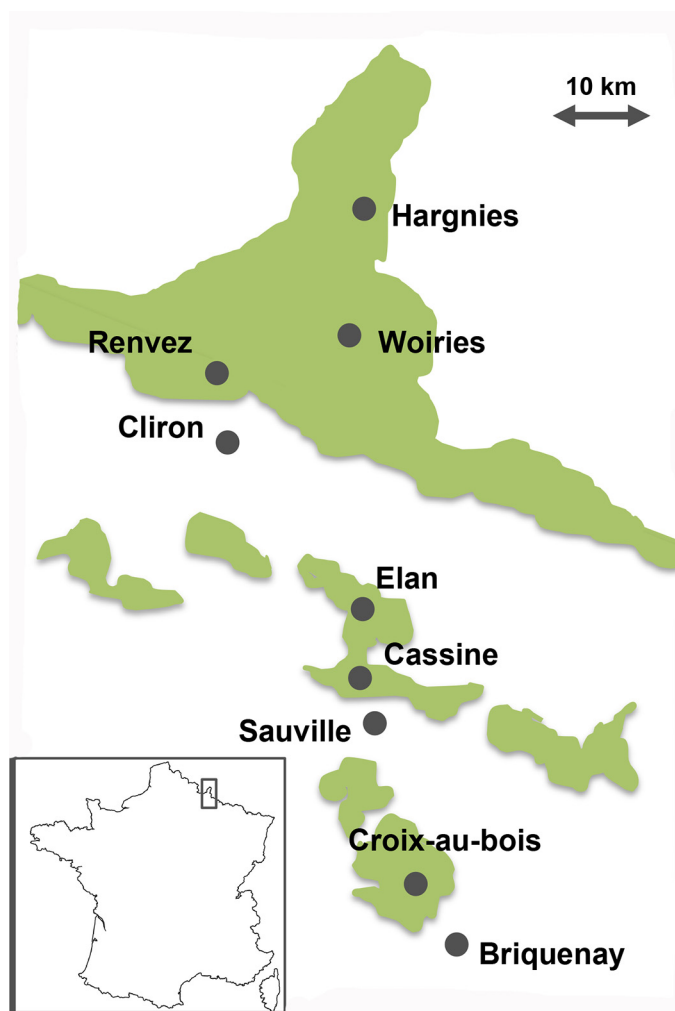 10 km
Hargnies
Renvez
Woiries
Cliron
Elan
Cassine
Sauville
Croix-au-bois
Briquenay